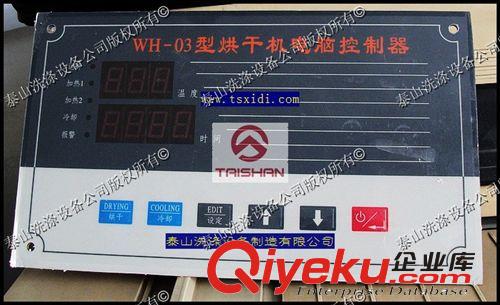 WH-03型烘干机电脑控制器
加热1
加热2
冷却
报警
温度
时间
www.tsxidi.com
TAISHAN
DRYING
烘干
COOLING
冷却
EDIT
设定
泰山洗涤设备制造有限公司
泰山洗涤设备公司版权所有©
泰山洗涤设备公司版权所有©
泰山洗涤设备公司版权所有©
Qiyeku.com企业库
Enterprise Database